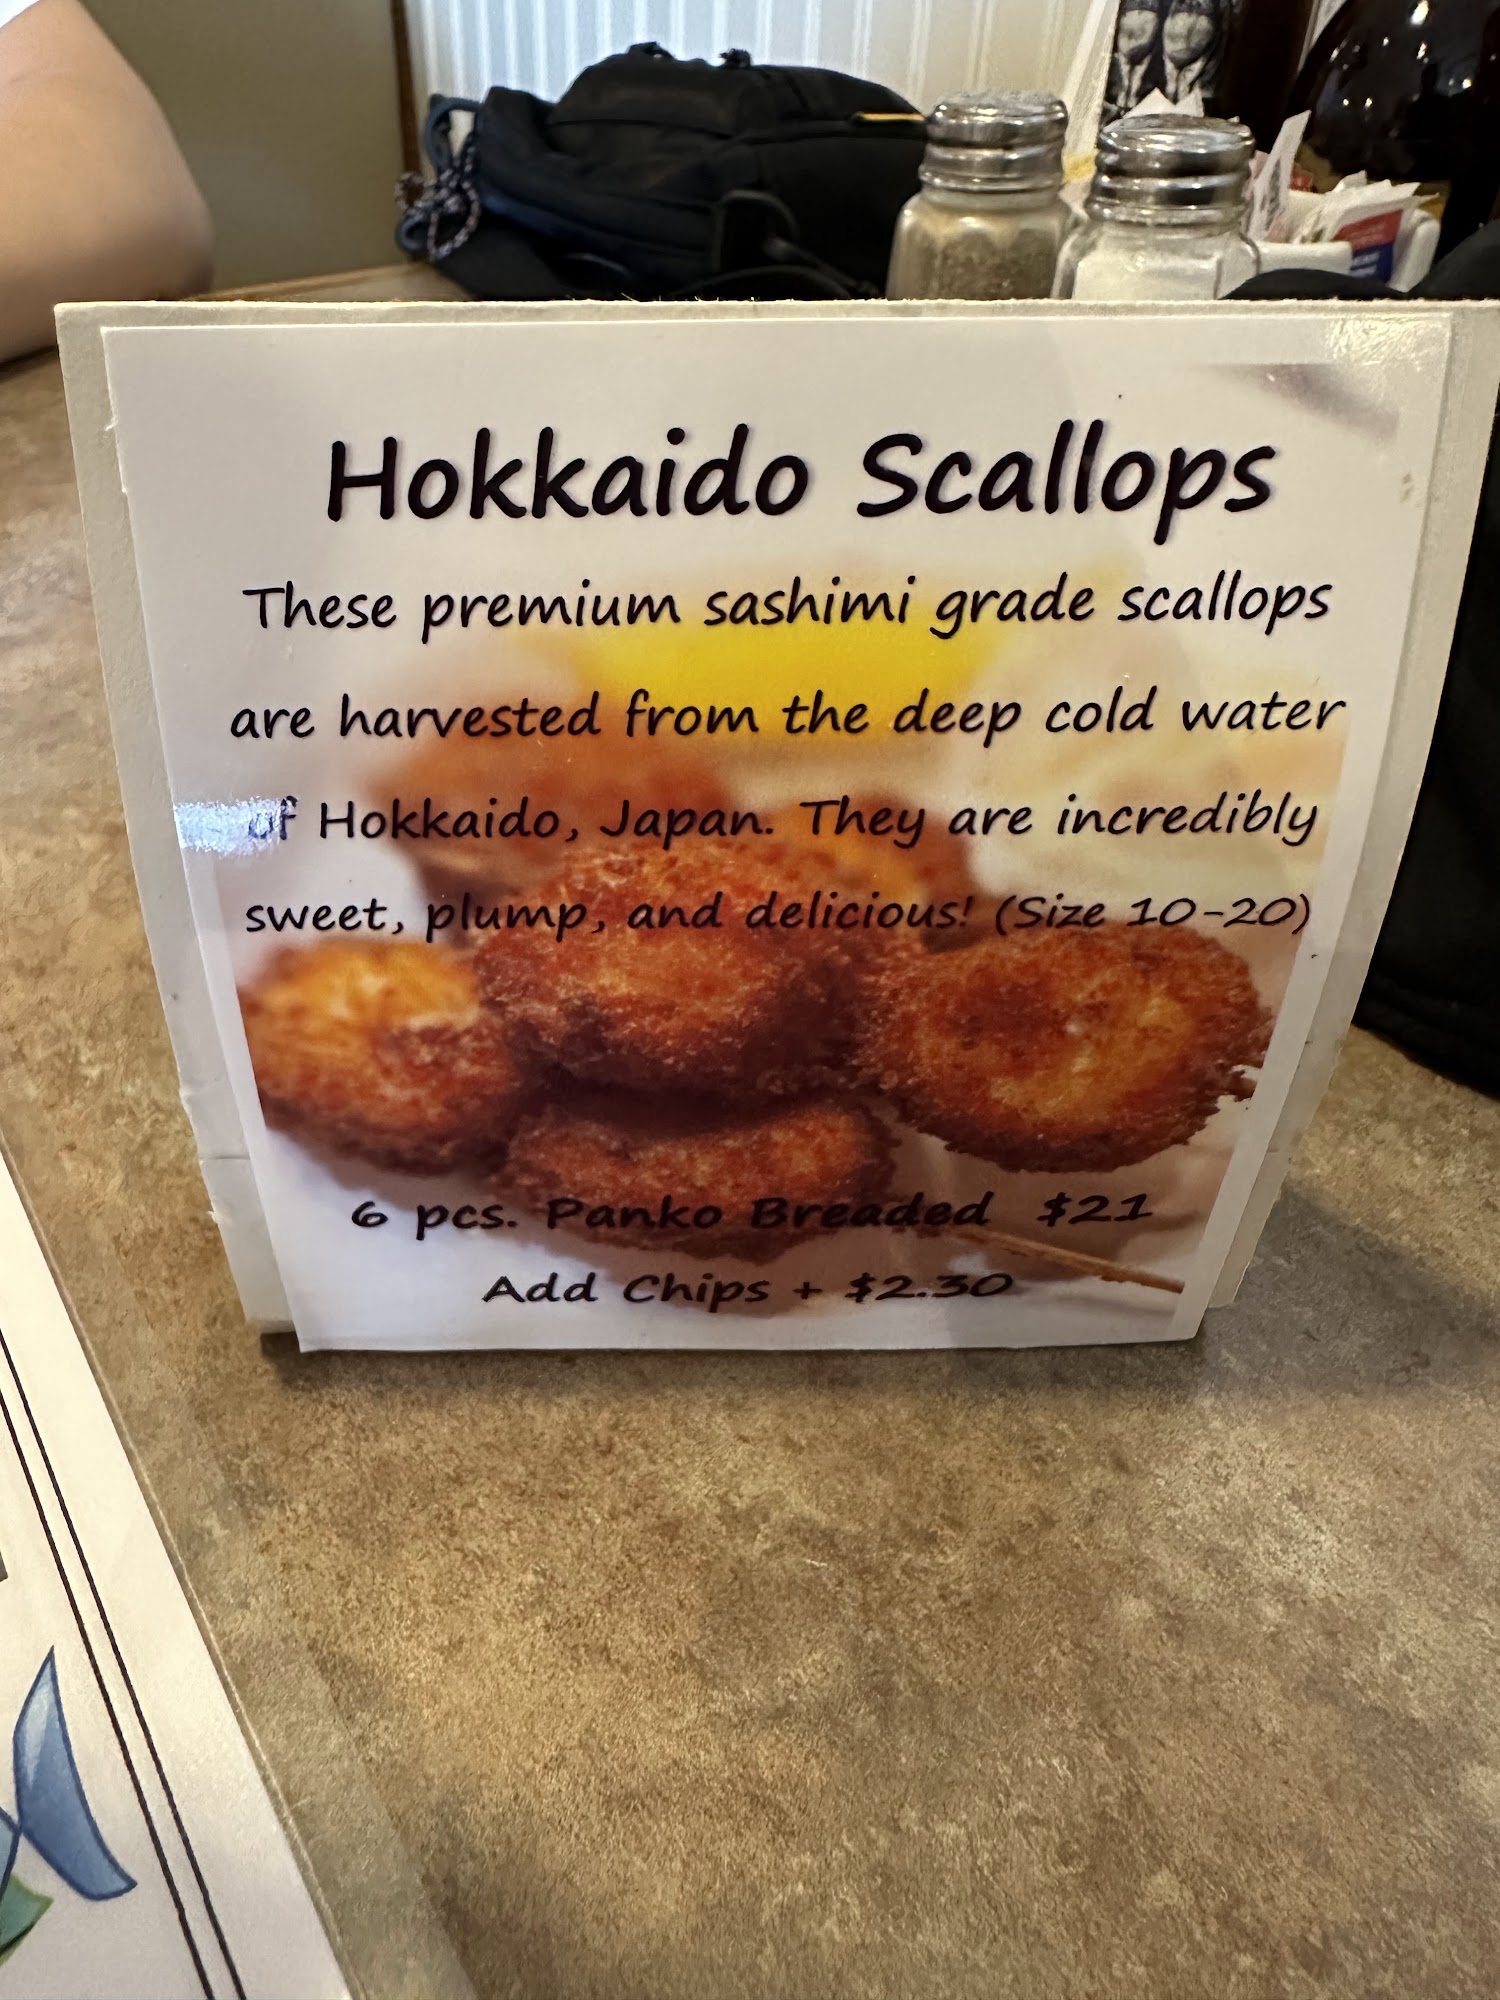 Hokkaido Scallops
These premium sashimi grade scallops
are harvested from the deep cold water
of Hokkaido, Japan. They are incredibly
sweet, plump, and delicious! (Size 10-20)
6 pcs. Panko Breaded $21
Add Chips + $2.30